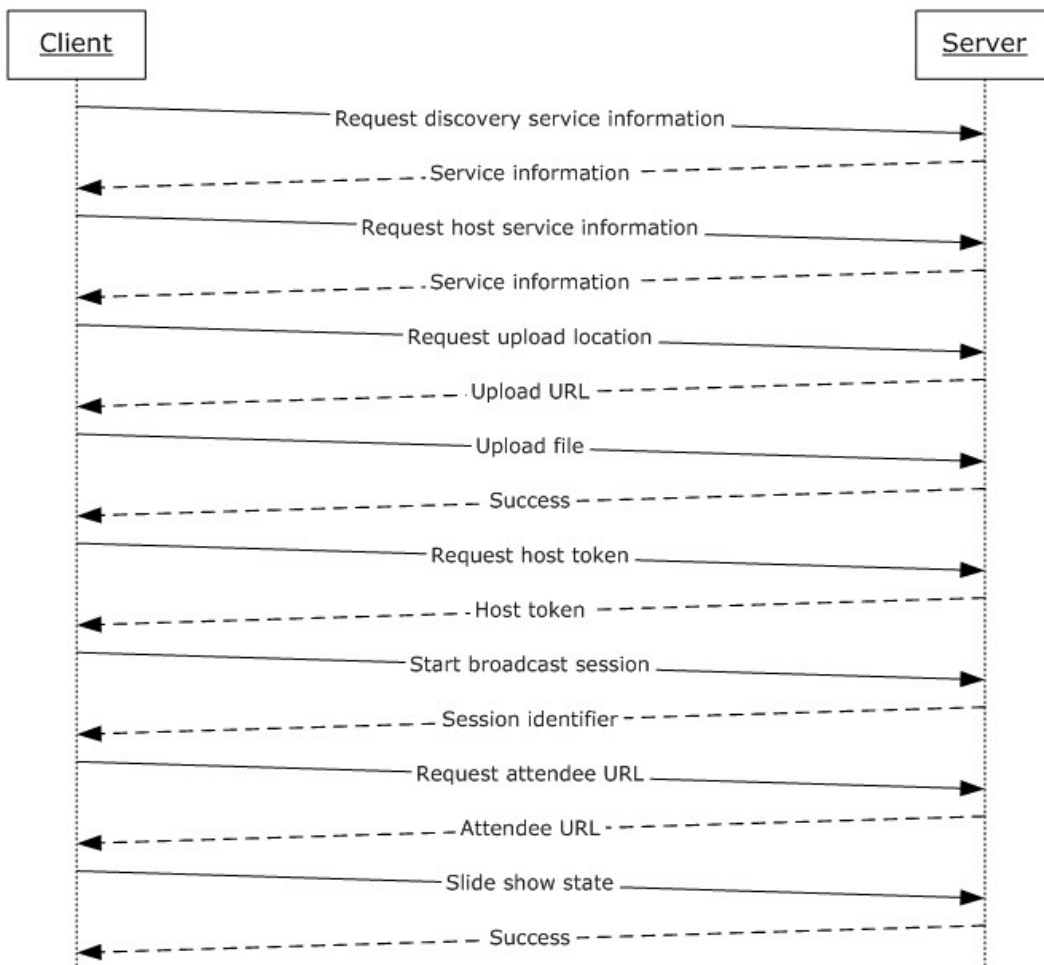 Client
Server
Request discovery service information
Service information
Request host service information
Service information
Request upload location
Upload URL
Upload file
Success
Request host token
Host token
Start broadcast session
Session identifier
Request attendee URL
Attendee URL
Slide show state
Success